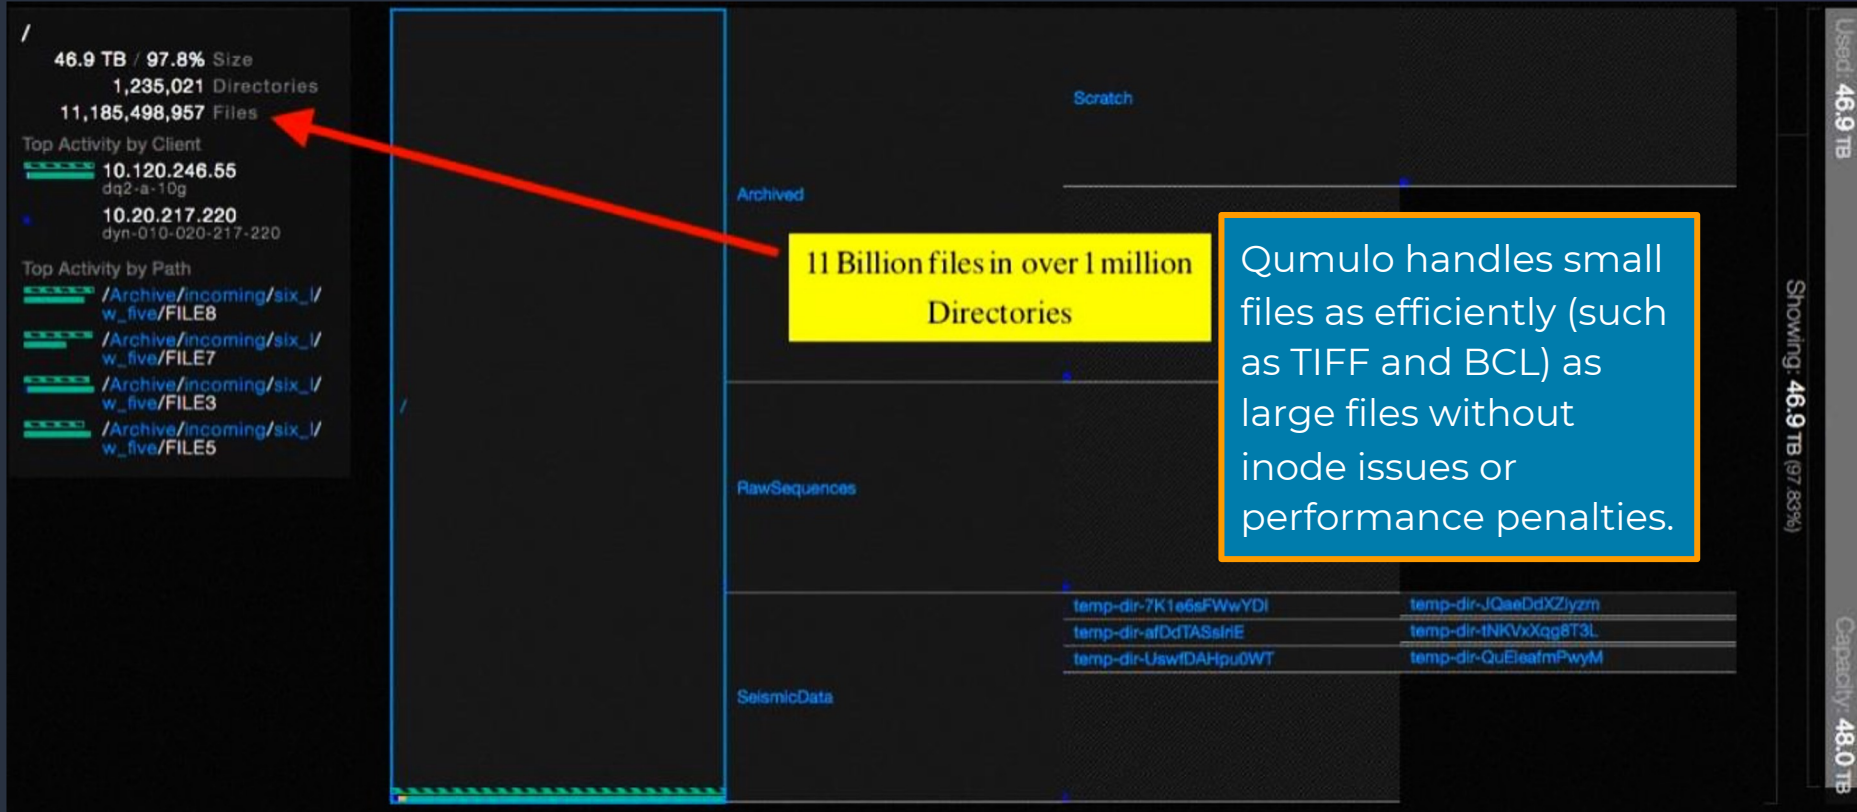 /
46.9 TB / 97.8% Size
1,235,021 Directories
11,185,498,957 Files
Top Activity by Client
10.120.246.55
dq2-a-10g
10.20.217.220
dyn-010-020-217-220
Top Activity by Path
/Archive/incoming/six_l/
w_five/FILE8
/Archive/incoming/six_l/
w_five/FILE7
/Archive/incoming/six_l/
w_five/FILE3
/Archive/incoming/six_l/
w_five/FILE5
/
Archived
RawSequences
SeismicData
Scratch
11 Billion files in over 1 million
Directories
Qumulo handles small
files as efficiently (such
as TIFF and BCL) as
large files without
inode issues or
performance penalties.
temp-dir-7K1e6sFWwYDI
temp-dir-JQaeDdXZiyzm
temp-dir-afDdTASsIriE
temp-dir-tNKVxXqg8T3L
temp-dir-UswfDAHpu0WT
temp-dir-QuEleafmPwyM
Showing: 46.9 TB (97.83%)
Used: 46.9 TB
Capacity: 48.0 TB